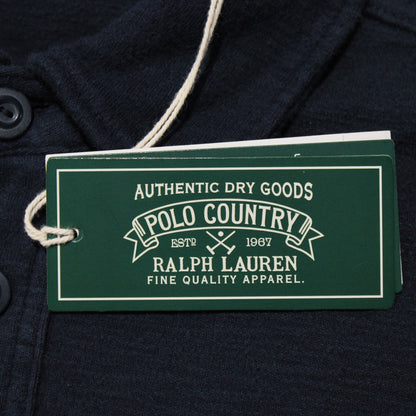 AUTHENTIC DRY GOODS
POLO COUNTRY
ESTD 1967
RALPH LAUREN
FINE QUALITY APPAREL.